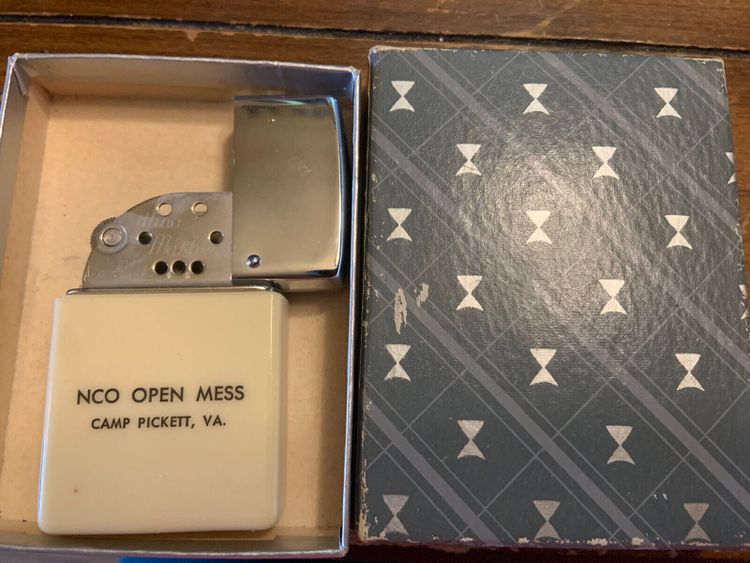 NCO OPEN MESS
CAMP PICKETT, VA.